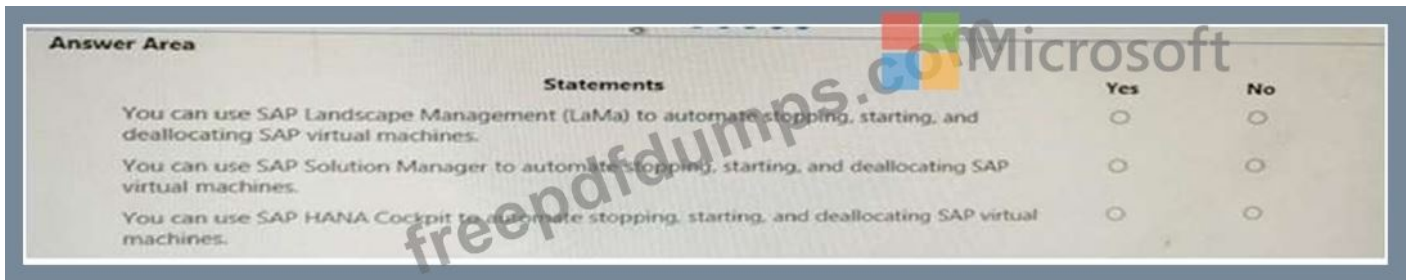 Answer Area
Microsoft
Statements
Yes
No
You can use SAP Landscape Management (LaMa) to automate stopping, starting, and
deallocating SAP virtual machines.
You can use SAP Solution Manager to automate stopping, starting, and deallocating SAP
virtual machines.
You can use SAP HANA Cockpit to automate stopping, starting, and deallocating SAP virtual
machines.
freepdfdumps.com